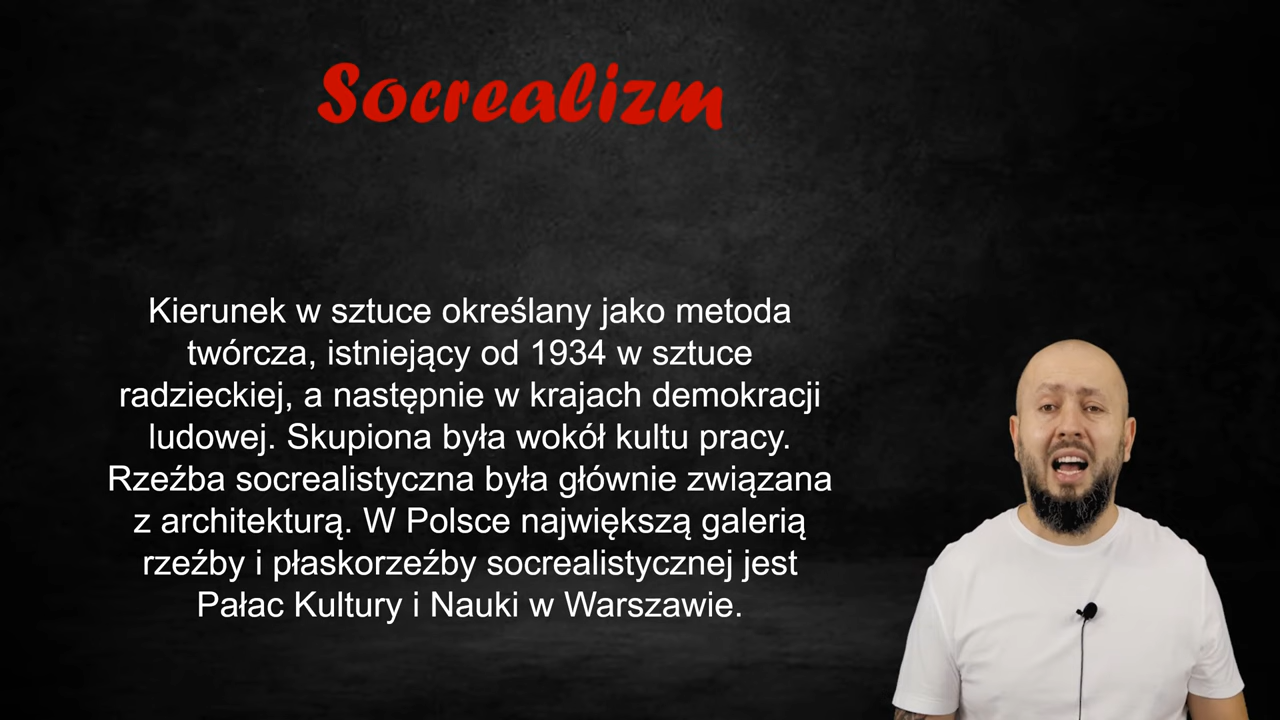 Socrealizm
Kierunek w sztuce określany jako metoda
twórcza, istniejący od 1934 w sztuce
radzieckiej, a następnie w krajach demokracji
ludowej. Skupiona była wokół kultu pracy.
Rzeźba socrealistyczna była głównie związana
z architekturą. W Polsce największą galerią
rzeźby i płaskorzeźby socrealistycznej jest
Pałac Kultury i Nauki w Warszawie.